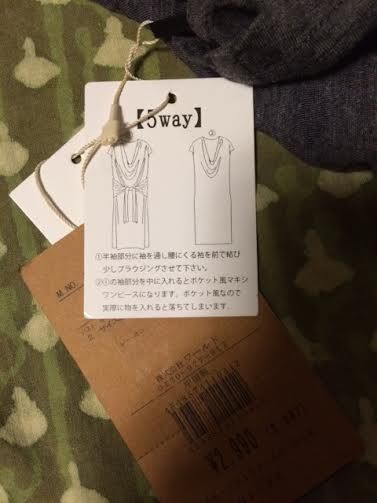 【5way】
②
①半袖部分に袖を通し腰にくる袖を前で結び
少しブラウジングさせて下さい。
②①の袖部分を中に入れるとポケット風マキシ
ワンピースになります。ポケット風なので
実際に物を入れると落ちてしまいます。
M.NO.
サイズ
株式会社ワールド
¥2,990